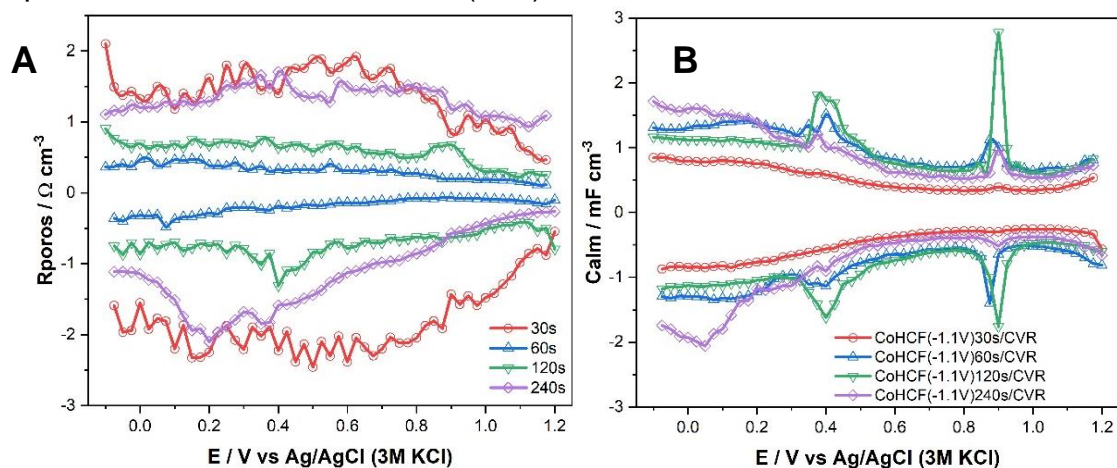 A
Rporos / Ω cm⁻³
2
1
0
-1
-2
-3
0.0 0.2 0.4 0.6 0.8 1.0 1.2
E / V vs Ag/AgCl (3M KCl)
30s
60s
120s
240s
B
Calm / mF cm⁻³
3
2
1
0
-1
-2
-3
0.0 0.2 0.4 0.6 0.8 1.0 1.2
E / V vs Ag/AgCl (3M KCl)
CoHCF(-1.1V)30s/CVR
CoHCF(-1.1V)60s/CVR
CoHCF(-1.1V)120s/CVR
CoHCF(-1.1V)240s/CVR